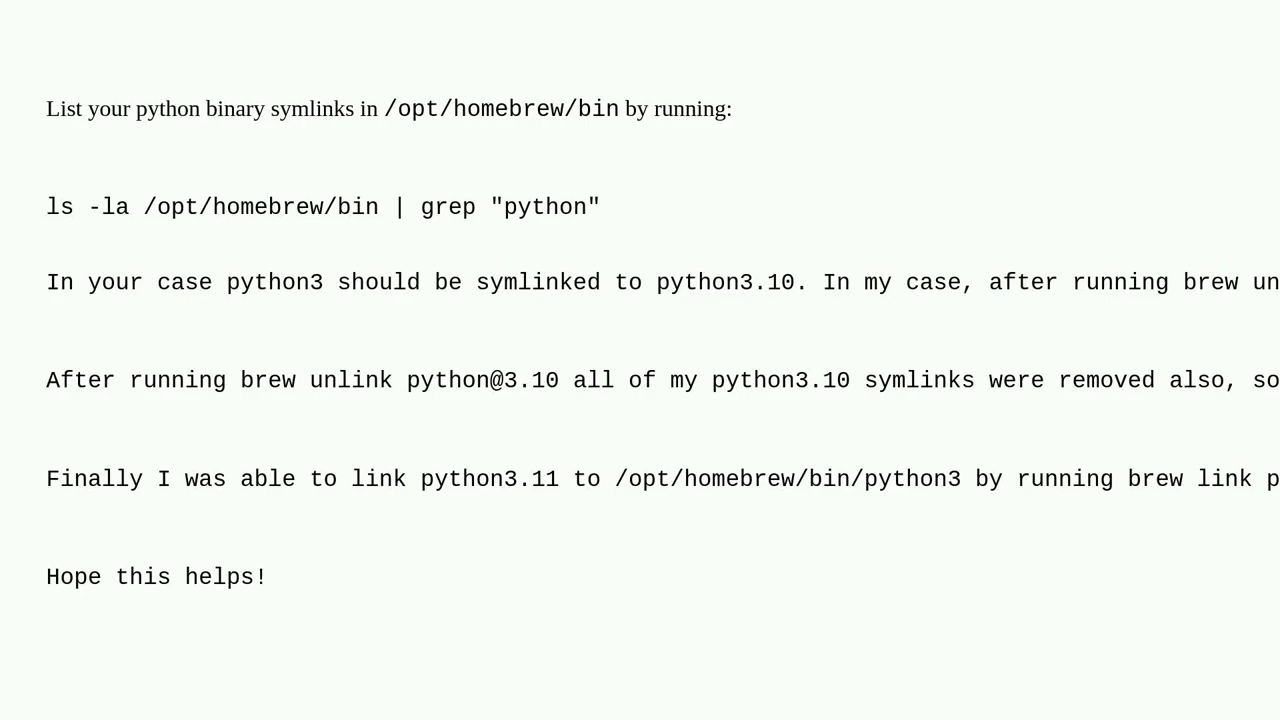 List your python binary symlinks in /opt/homebrew/bin by running:
ls -la /opt/homebrew/bin | grep "python"
In your case python3 should be symlinked to python3.10. In my case, after running brew un
After running brew unlink python@3.10 all of my python3.10 symlinks were removed also, so
Finally I was able to link python3.11 to /opt/homebrew/bin/python3 by running brew link p
Hope this helps!